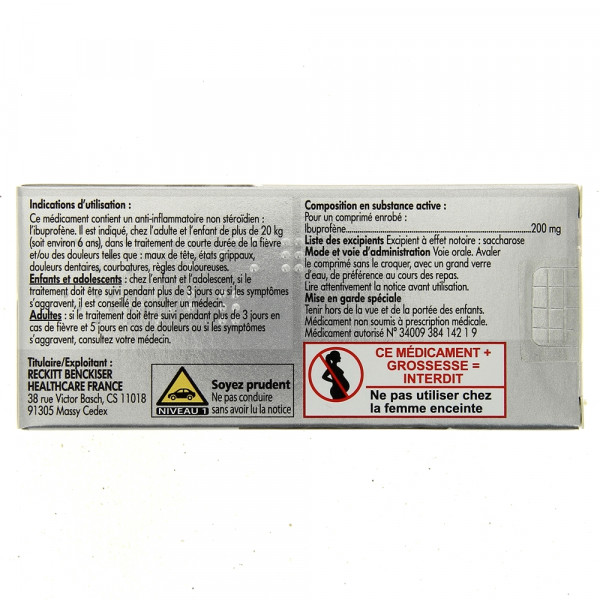 Indications d'utilisation :
Ce médicament contient un anti-inflammatoire non stéroïdien :
l'ibuprofène. Il est indiqué, chez l'adulte et l'enfant de plus de 20 kg
(soit environ 6 ans), dans le traitement de courte durée de la fièvre
et/ou des douleurs telles que : maux de tête, états grippaux,
douleurs dentaires, courbatures, règles douloureuses.
Enfants et adolescents : chez l'enfant et l'adolescent, si le
traitement doit être suivi pendant plus de 3 jours ou si les symptômes
s'aggravent, il est conseillé de consulter un médecin.
Adultes : si le traitement doit être suivi pendant plus de 3 jours en
cas de fièvre et 5 jours en cas de douleurs ou si les symptômes
s'aggravent, consultez votre médecin.
Titulaire/Exploitant :
RECKITT BENCKISER
HEALTHCARE FRANCE
38 rue Victor Basch, CS 11018
91305 Massy Cedex
NIVEAU 1
Soyez prudent
Ne pas conduire
sans avoir lu la notice
Composition en substance active :
Pour un comprimé enrobé :
Ibuprofène....................................................200 mg
Liste des excipients Excipient à effet notoire : saccharose
Mode et voie d'administration Voie orale. Avaler
le comprimé sans le croquer, avec un grand verre
d'eau, de préférence au cours des repas.
Lire attentivement la notice avant utilisation.
Mise en garde spéciale
Tenir hors de la vue et de la portée des enfants.
Médicament non soumis à prescription médicale.
Médicament autorisé N° 34009 384 142 1 9
CE MÉDICAMENT +
GROSSESSE =
INTERDIT
Ne pas utiliser chez
la femme enceinte